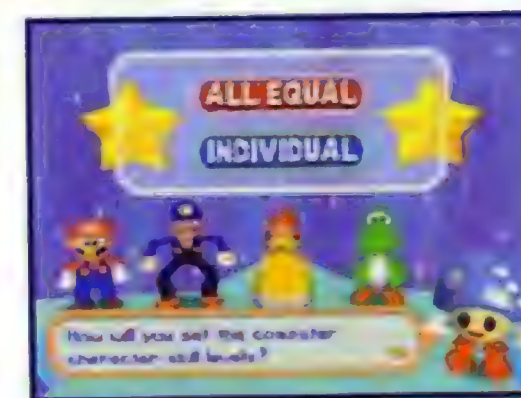 ALL EQUAL
INDIVIDUAL
How will you set the computer
character skill levels?